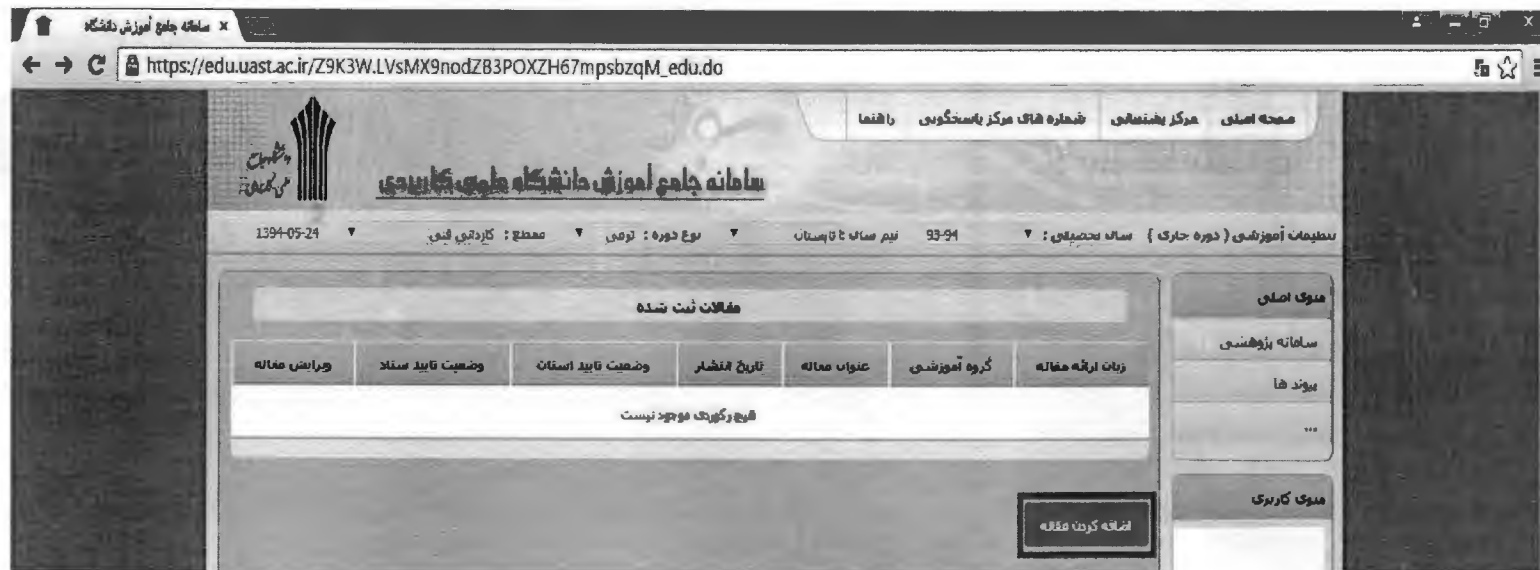 سامانه جامع آموزش دانشگاه
https://edu.uast.ac.ir/Z9K3W.LVsMX9nodZB3POXZH67mpsbzqM_edu.do
صفحه اصلی مرکز پشتیبانی شماره های مرکز پاسخگویی راهنما
سامانه جامع آموزش دانشگاه علمی کاربردی
تنظیمات آموزشی ( دوره جاری ) سال تحصیلی : 93-94 نیم سال تابستان نوع دوره : ترمی مقطع : کاردانی فنی 1394-05-24
منوی اصلی
سامانه پژوهشی
پیوند ها
...
منوی کاربری
مقالات ثبت شده
زبان ارائه مقاله گروه آموزشی عنوان مقاله تاریخ انتشار وضعیت تایید استان وضعیت تایید ستاد ویرایش مقاله
هیچ رکوردی موجود نیست
اضافه کردن مقاله